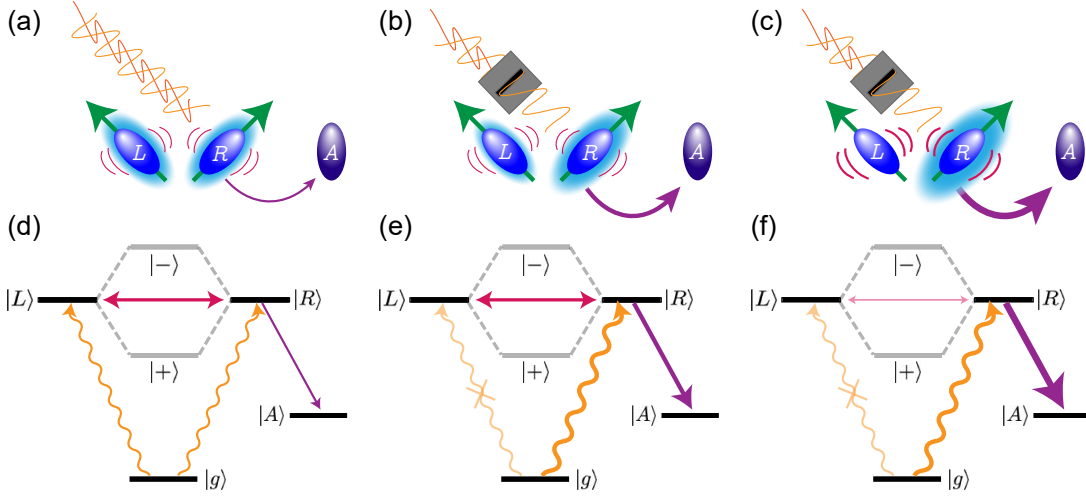 (a) (b) (c)
L R A L R A L R A
(d) (e) (f)
|−⟩ |−⟩ |−⟩
|L⟩ |R⟩ |L⟩ |R⟩ |L⟩ |R⟩
|+⟩ |+⟩ |+⟩
|A⟩ |A⟩ |A⟩
|g⟩ |g⟩ |g⟩